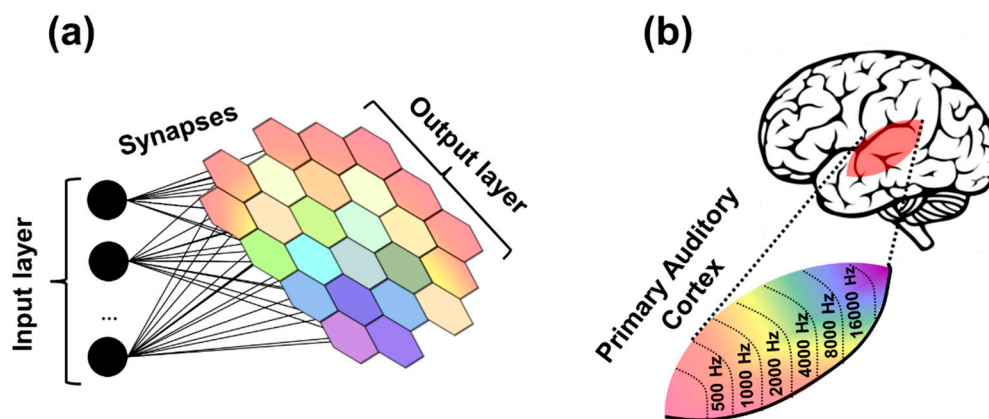 (a)
Synapses
Output layer
Input layer
...
(b)
Primary Auditory
Cortex
500 Hz
1000 Hz
2000 Hz
4000 Hz
8000 Hz
16000 Hz